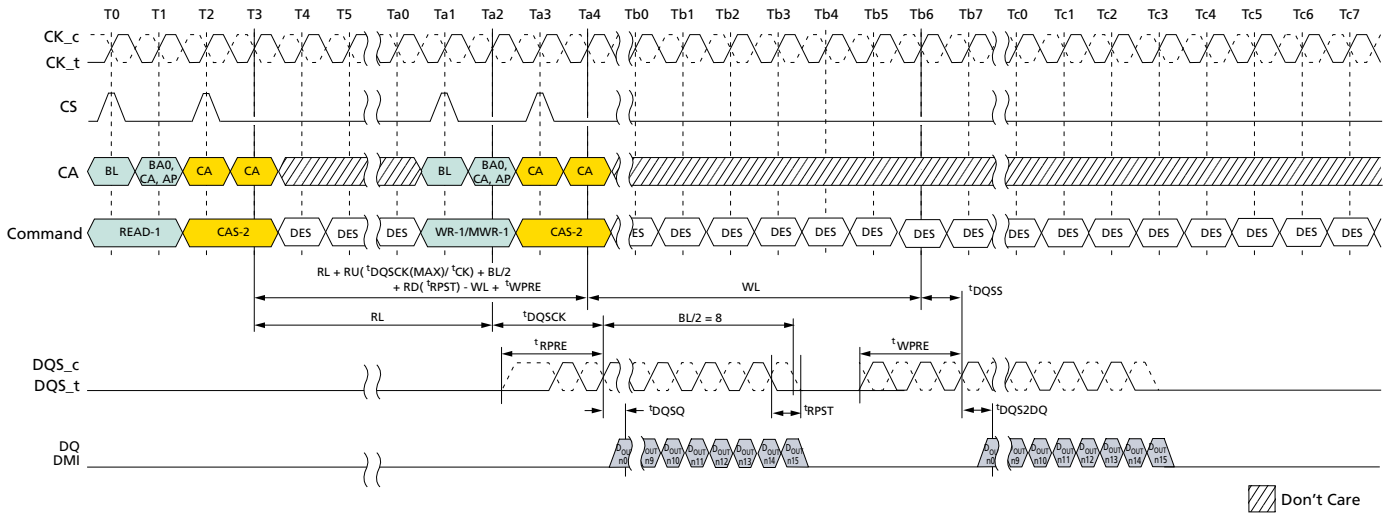 T0 T1 T2 T3 T4 T5 Ta0 Ta1 Ta2 Ta3 Ta4 Tb0 Tb1 Tb2 Tb3 Tb4 Tb5 Tb6 Tb7 Tc0 Tc1 Tc2 Tc3 Tc4 Tc5 Tc6 Tc7
CK_c
CK_t
CS
CA BL BA0, CA, AP CA CA BL BA0, CA, AP CA CA
Command READ-1 CAS-2 DES DES DES WR-1/MWR-1 CAS-2 ES DES DES DES DES DES DES DES DES DES DES DES DES DES DES DES
RL + RU( tDQSCK(MAX)/ tCK) + BL/2
+ RD( tRPST) - WL + tWPRE
WL
tDQSS
RL
tDQSCK
BL/2 = 8
tRPRE
tWPRE
DQS_c
DQS_t
tDQSQ
tRPST
tDQS2DQ
DQ
DMI
DOUT n0 DOUT n9 DOUT n10 DOUT n11 DOUT n12 DOUT n13 DOUT n14 DOUT n15 DOUT n0 DOUT n9 DOUT n10 DOUT n11 DOUT n12 DOUT n13 DOUT n14 DOUT n15
Don't Care